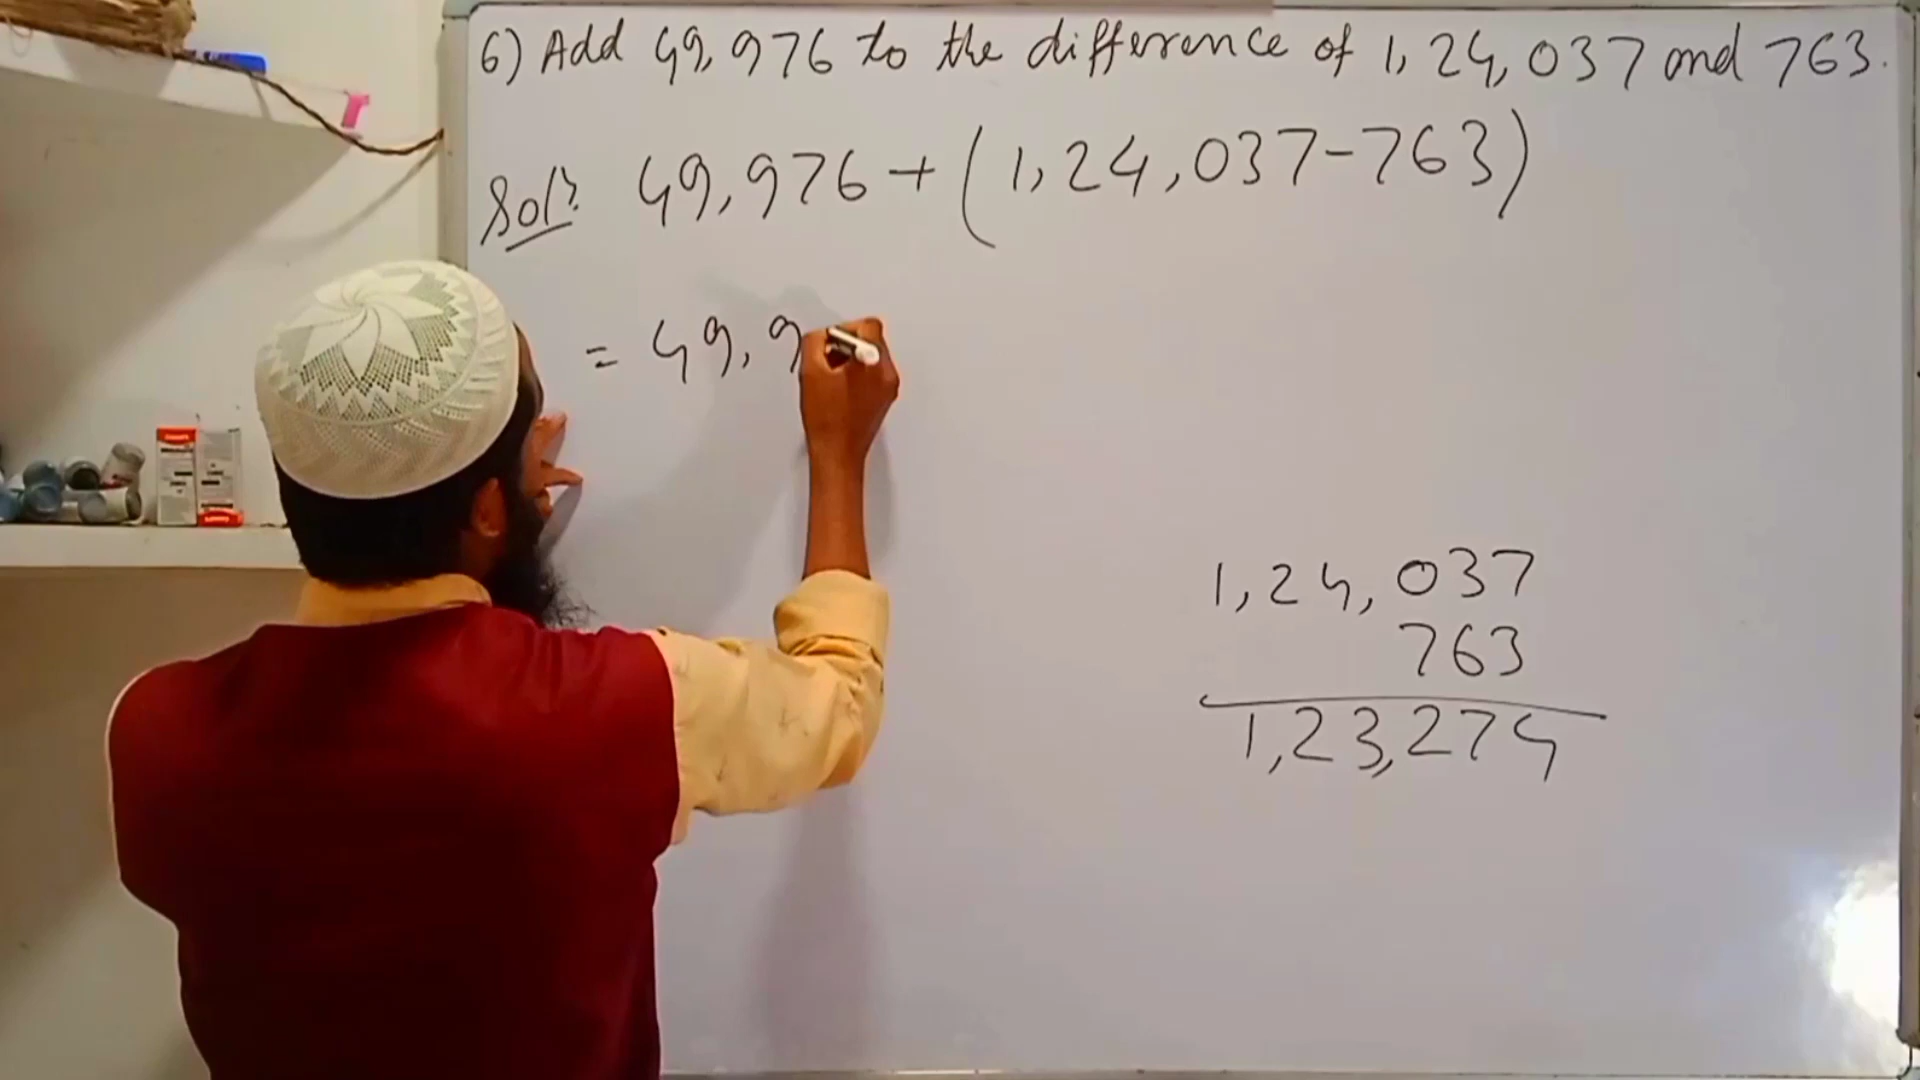 6) Add 49,976 to the difference of 1,24,037 and 763.
Sol? 49,976 + (1,24,037-763)
= 49,9
1,24,037
763
1,23,274